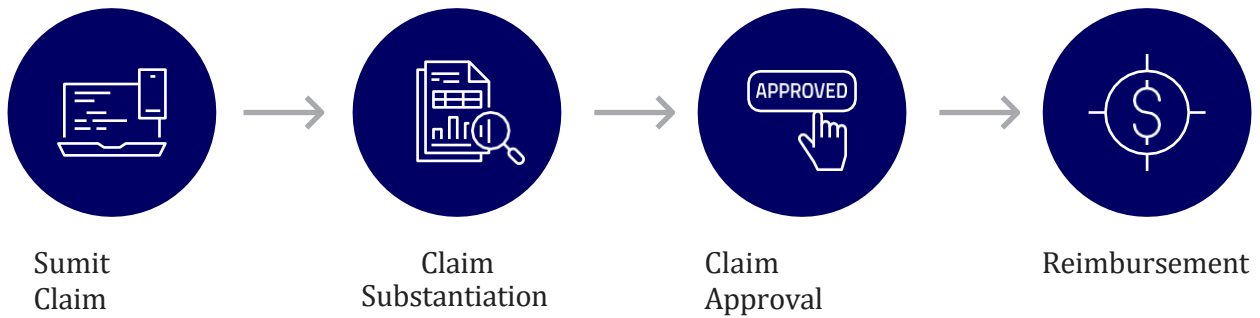 APPROVED
Sumit
Claim
Claim
Substantiation
Claim
Approval
Reimbursement